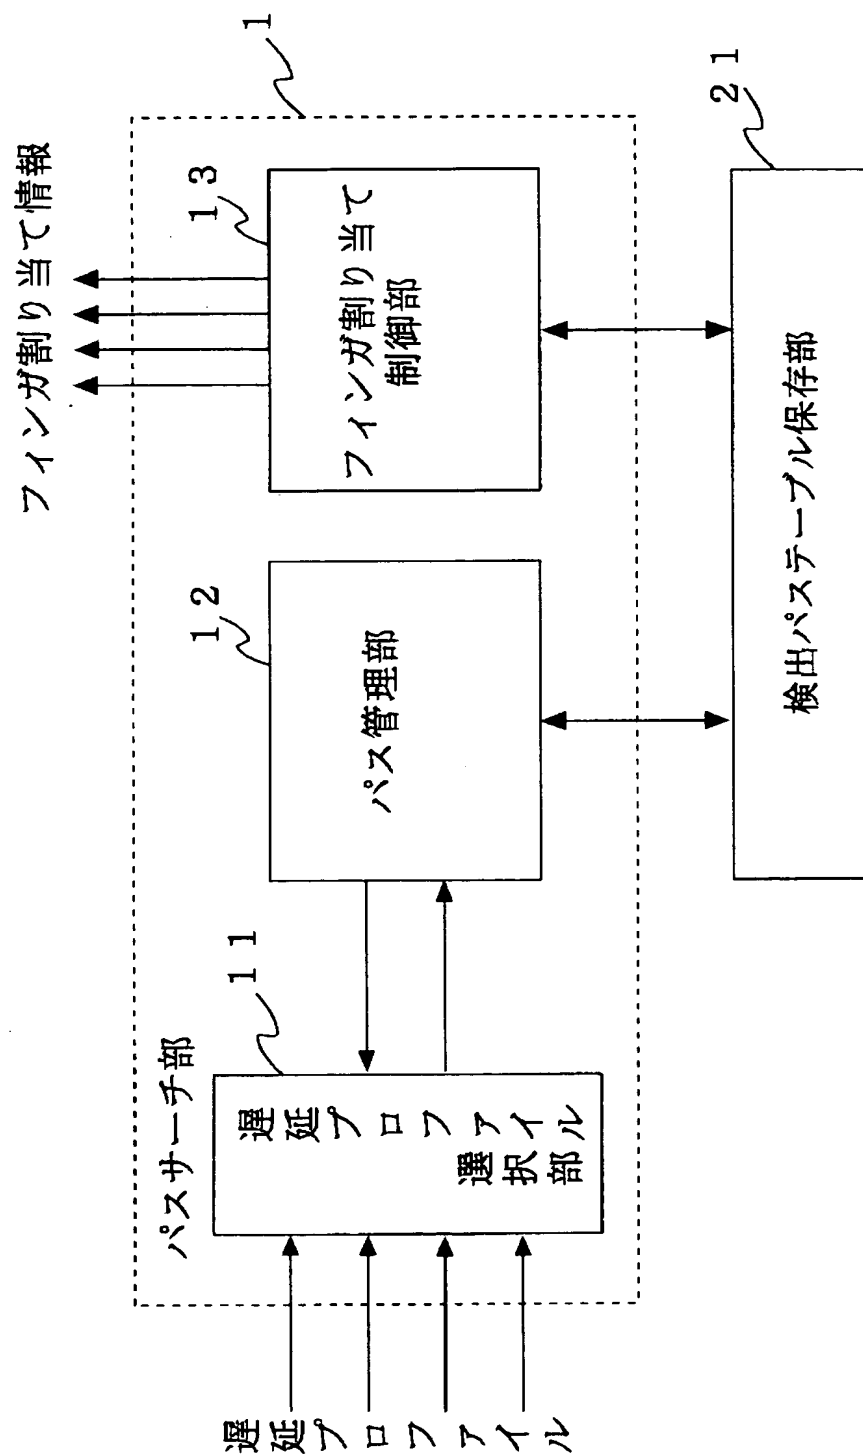 遅延プロファイル
パスサーチ部
遅延プロファイル
選択部
11
パス管理部
12
フィンガ割り当て
制御部
13
フィンガ割り当て情報
1
検出パステーブル保存部
21